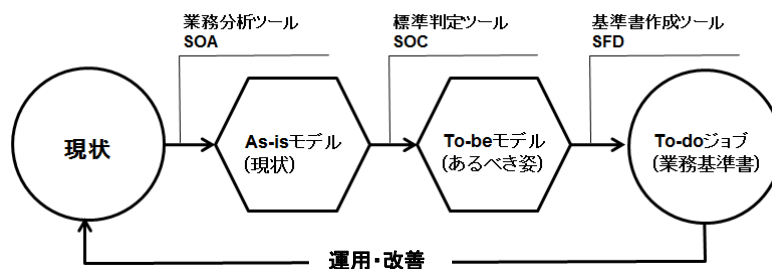 業務分析ツール
SOA
標準判定ツール
SOC
基準書作成ツール
SFD
現状
As-isモデル
(現状)
To-beモデル
(あるべき姿)
To-doジョブ
(業務基準書)
運用・改善